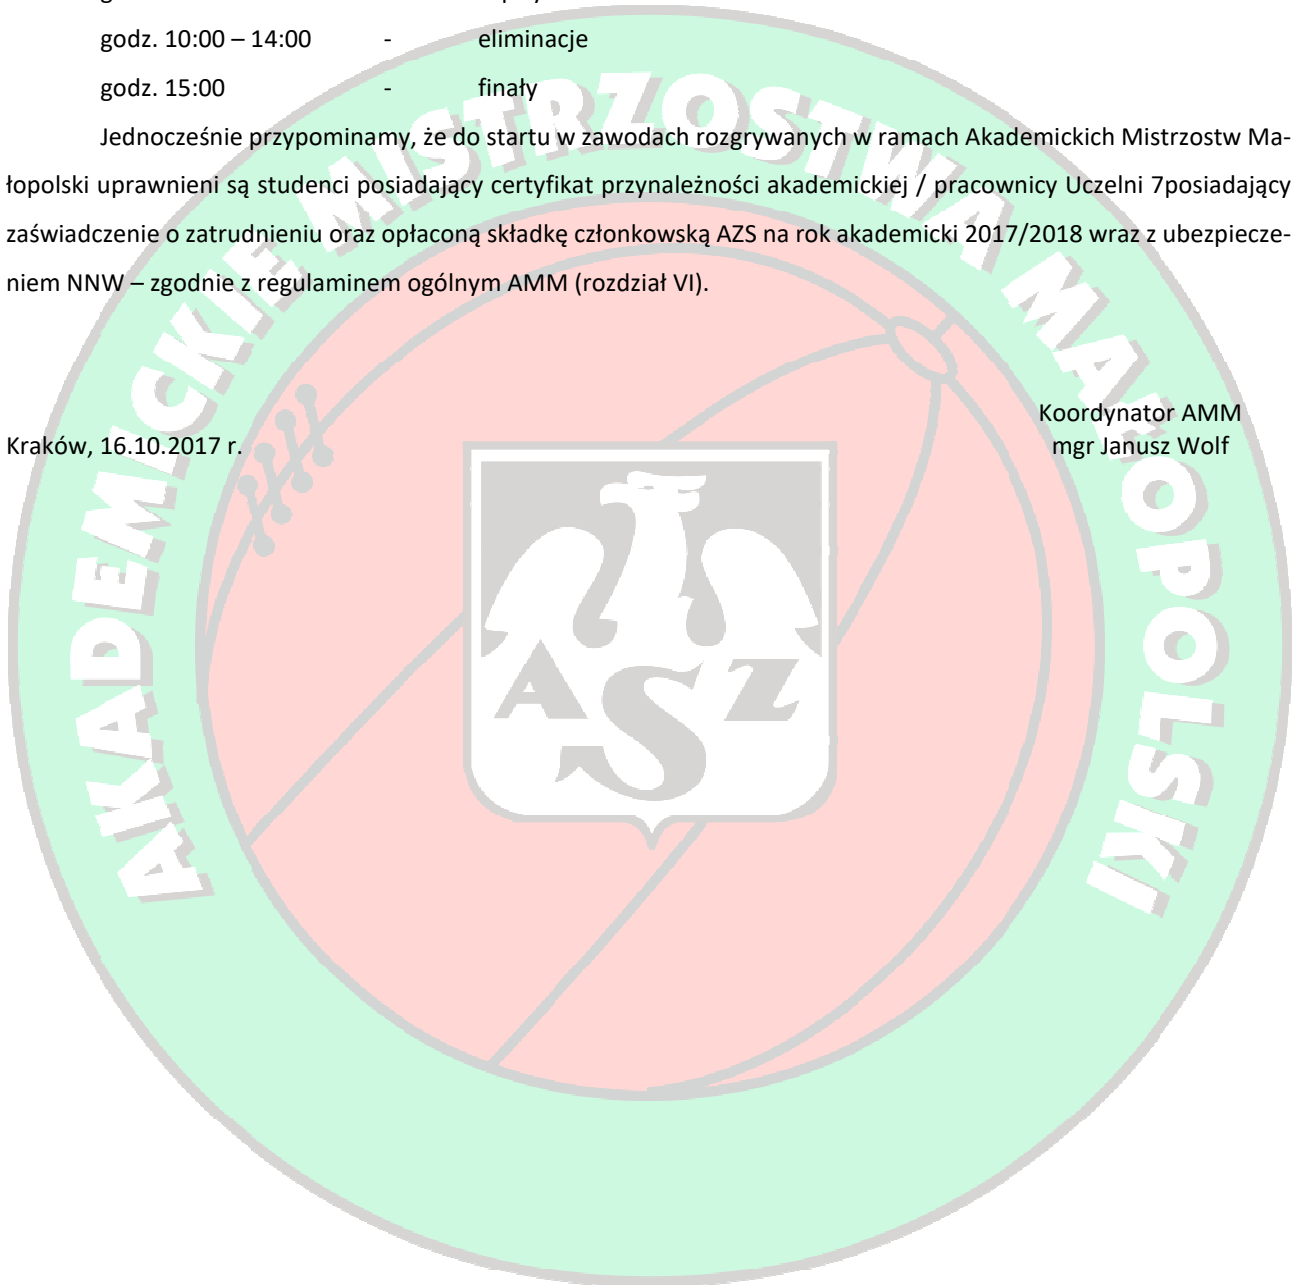 godz. 10:00 – 14:00 - eliminacje
godz. 15:00 - finały
Jednocześnie przypominamy, że do startu w zawodach rozgrywanych w ramach Akademickich Mistrzostw Ma-
łopolski uprawnieni są studenci posiadający certyfikat przynależności akademickiej / pracownicy Uczelni 7posiadający
zaświadczenie o zatrudnieniu oraz opłaconą składkę członkowską AZS na rok akademicki 2017/2018 wraz z ubezpiecze-
niem NNW – zgodnie z regulaminem ogólnym AMM (rozdział VI).
Koordynator AMM
Kraków, 16.10.2017 r. mgr Janusz Wolf
AKADEMICKIE MISTRZOSTWA MAŁOPOLSKI
ASZ